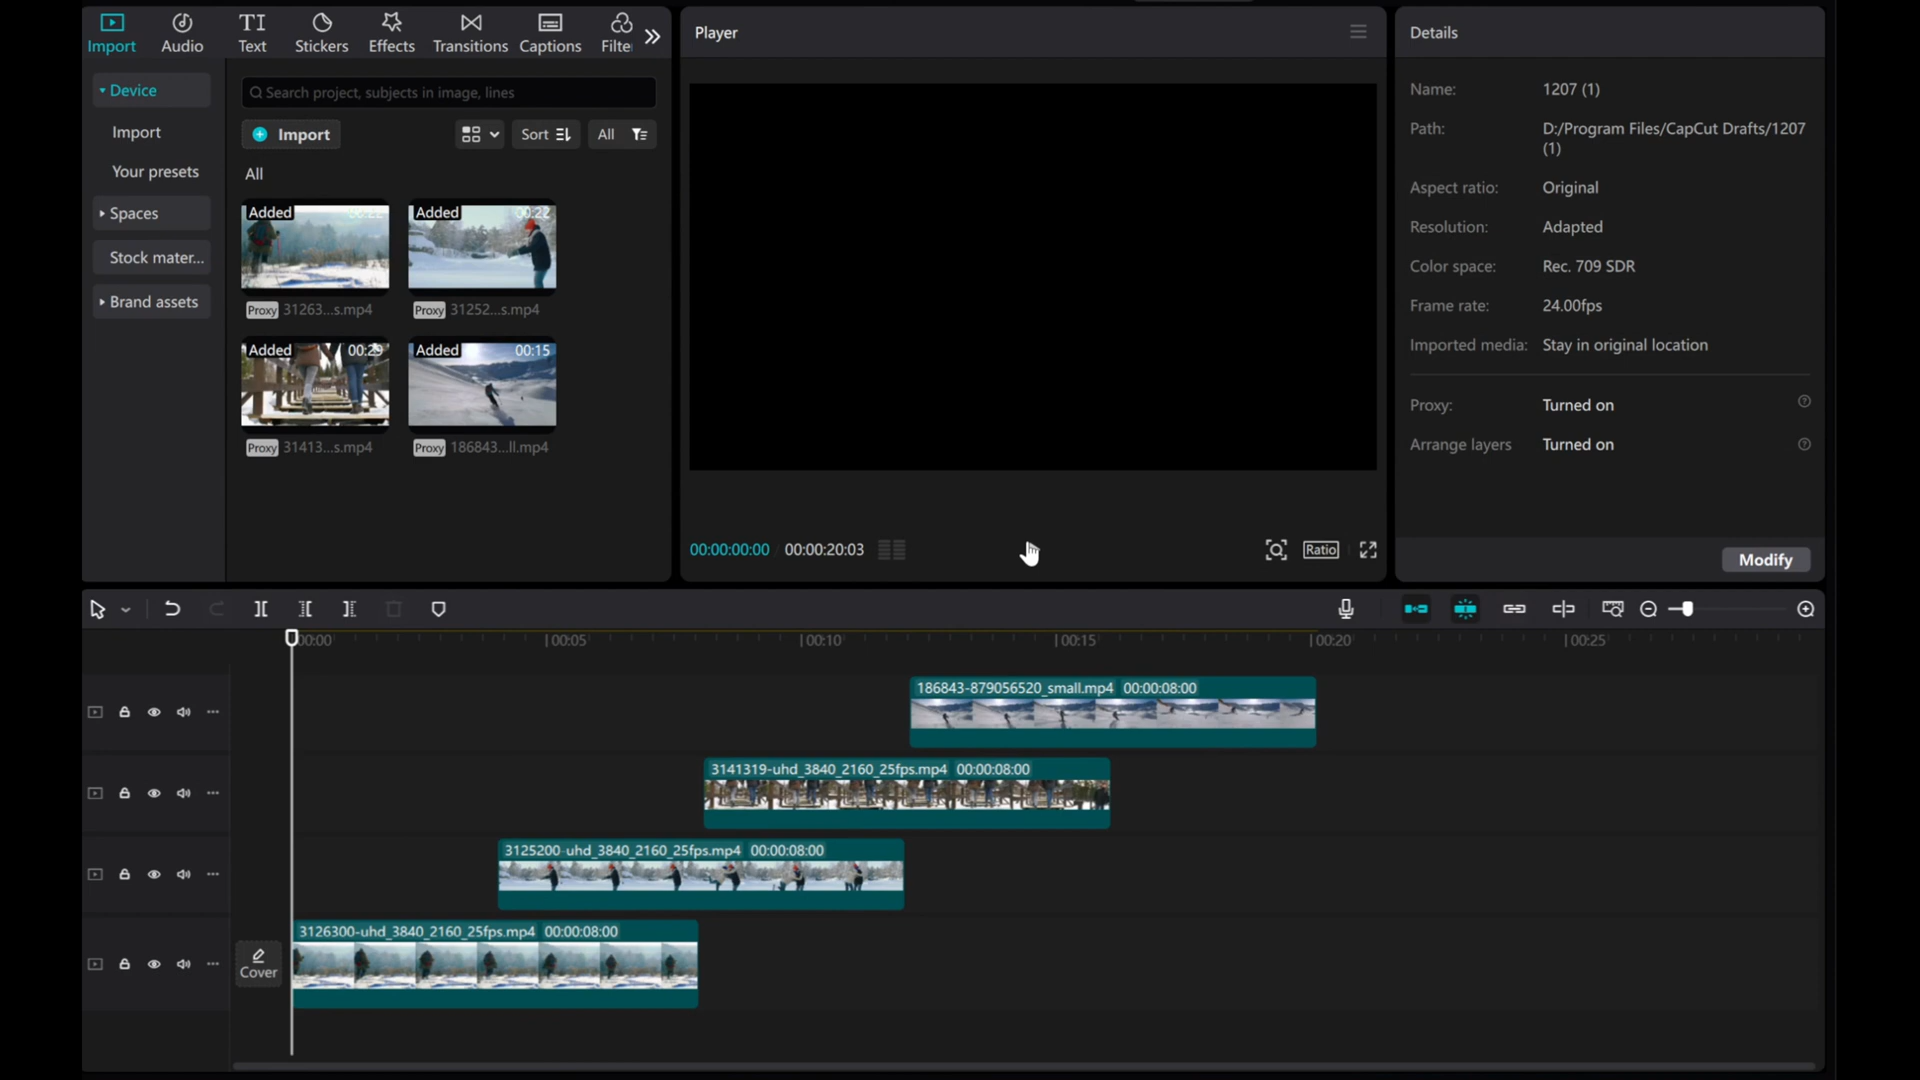 Import
Audio
Text
Stickers
Effects
Transitions
Captions
Filte
Device
Import
Your presets
Spaces
Stock mater...
Brand assets
Search project, subjects in image, lines
Import
Sort
All
All
Added
Added 00:22
Proxy 31263...s.mp4
Proxy 31252...s.mp4
Added 00:29
Added 00:15
Proxy 31413...s.mp4
Proxy 186843...ll.mp4
Player
00:00:00:00 / 00:00:20:03
Ratio
Details
Name: 1207 (1)
Path: D:/Program Files/CapCut Drafts/1207
(1)
Aspect ratio: Original
Resolution: Adapted
Color space: Rec. 709 SDR
Frame rate: 24.00fps
Imported media: Stay in original location
Proxy: Turned on
Arrange layers Turned on
Modify
00:00 |00:05 |00:10 |00:15 |00:20 |00:25
186843-879056520_small.mp4 00:00:08:00
3141319-uhd_3840_2160_25fps.mp4 00:00:08:00
3125200-uhd_3840_2160_25fps.mp4 00:00:08:00
3126300-uhd_3840_2160_25fps.mp4 00:00:08:00
Cover